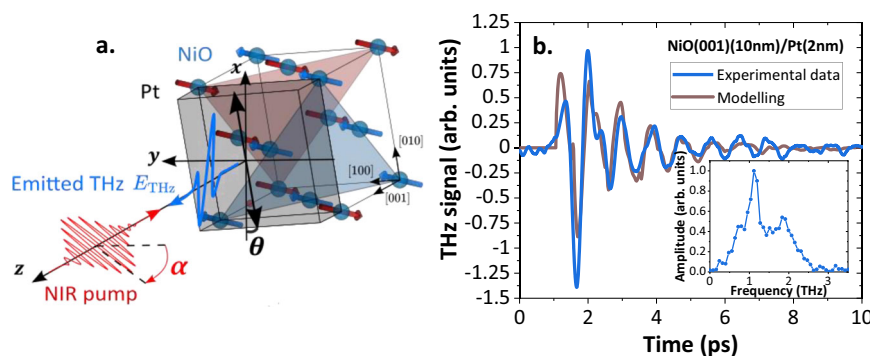 a.
NiO
Pt
x
y
[010]
[100]
[001]
Emitted THz E_THz
θ
z
α
NIR pump
b.
NiO(001)(10nm)/Pt(2nm)
Experimental data
Modelling
THz signal (arb. units)
1.25
1
0.75
0.5
0.25
0
-0.25
-0.5
-0.75
-1
-1.25
-1.5
0 2 4 6 8 10
Time (ps)
Amplitude (arb. units)
1.0
0.8
0.6
0.4
0.2
0.0
0 1 2 3
Frequency (THz)